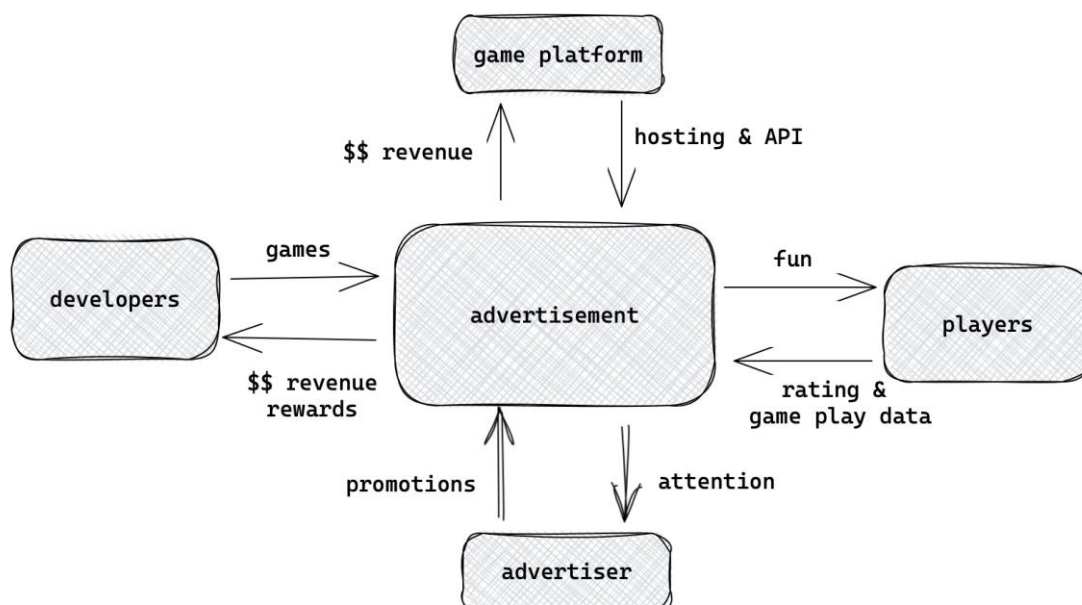 game platform
$$ revenue
hosting & API
games
fun
developers
advertisement
players
$$ revenue
rewards
rating &
game play data
promotions
attention
advertiser